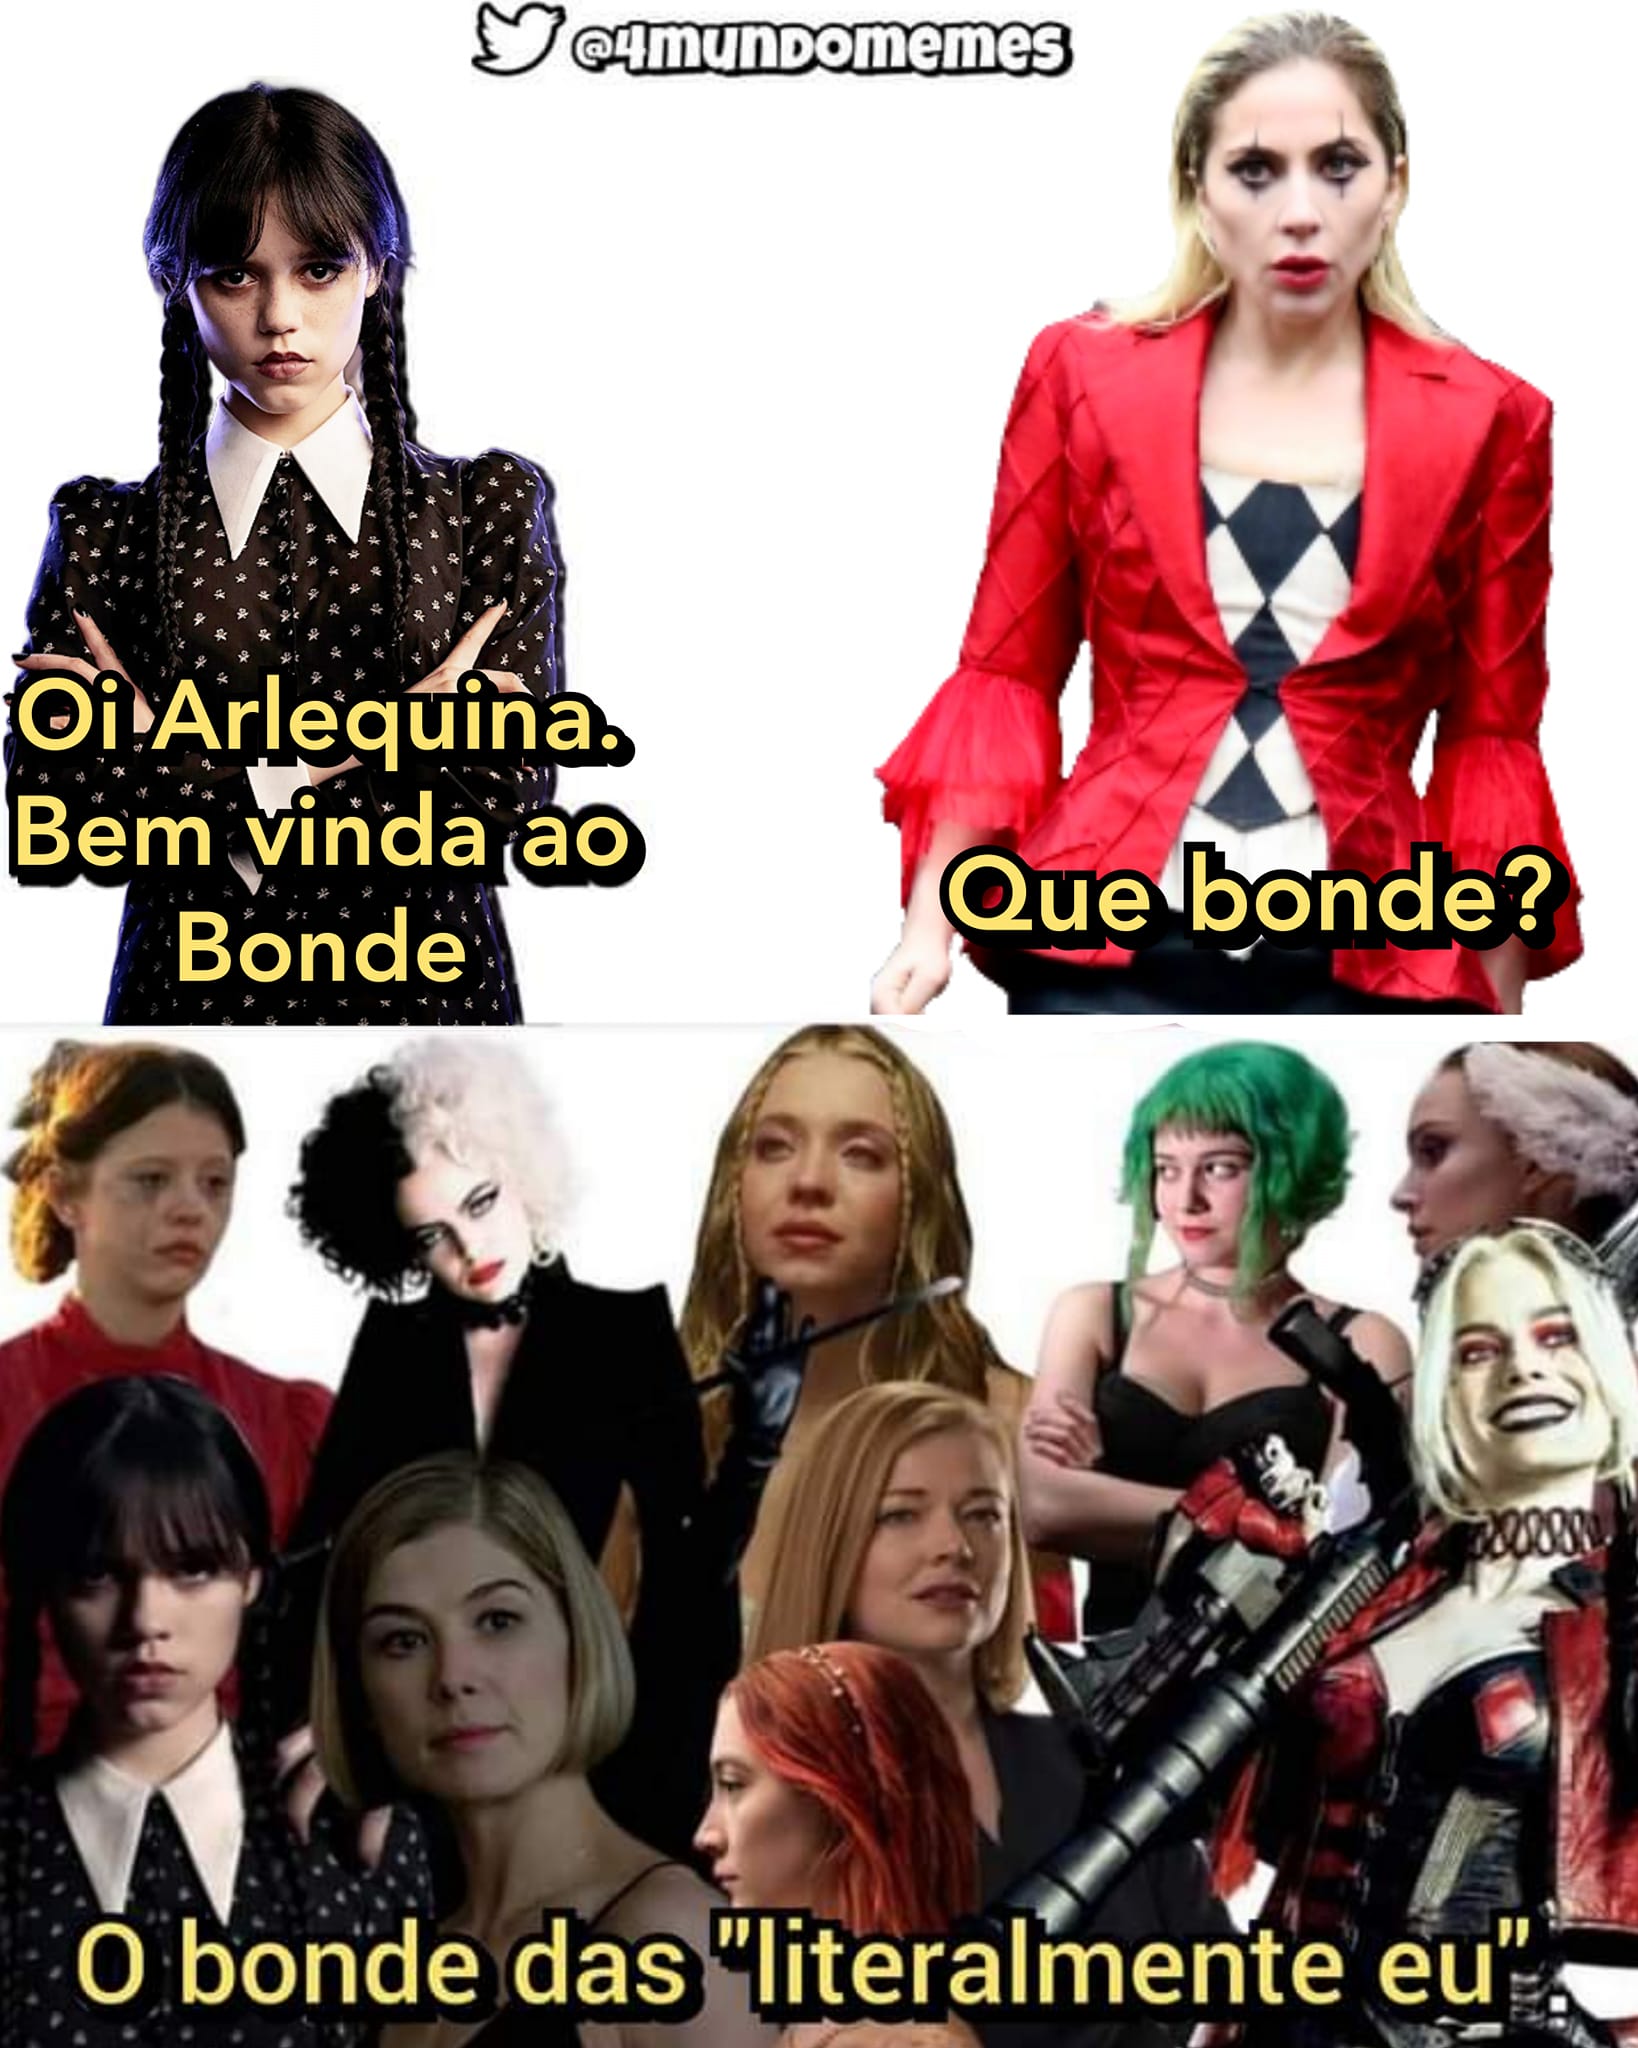 @4mundomemes
Oi Arlequina.
Bem vinda ao
Bonde
Que bonde?
O bonde das "literalmente eu".